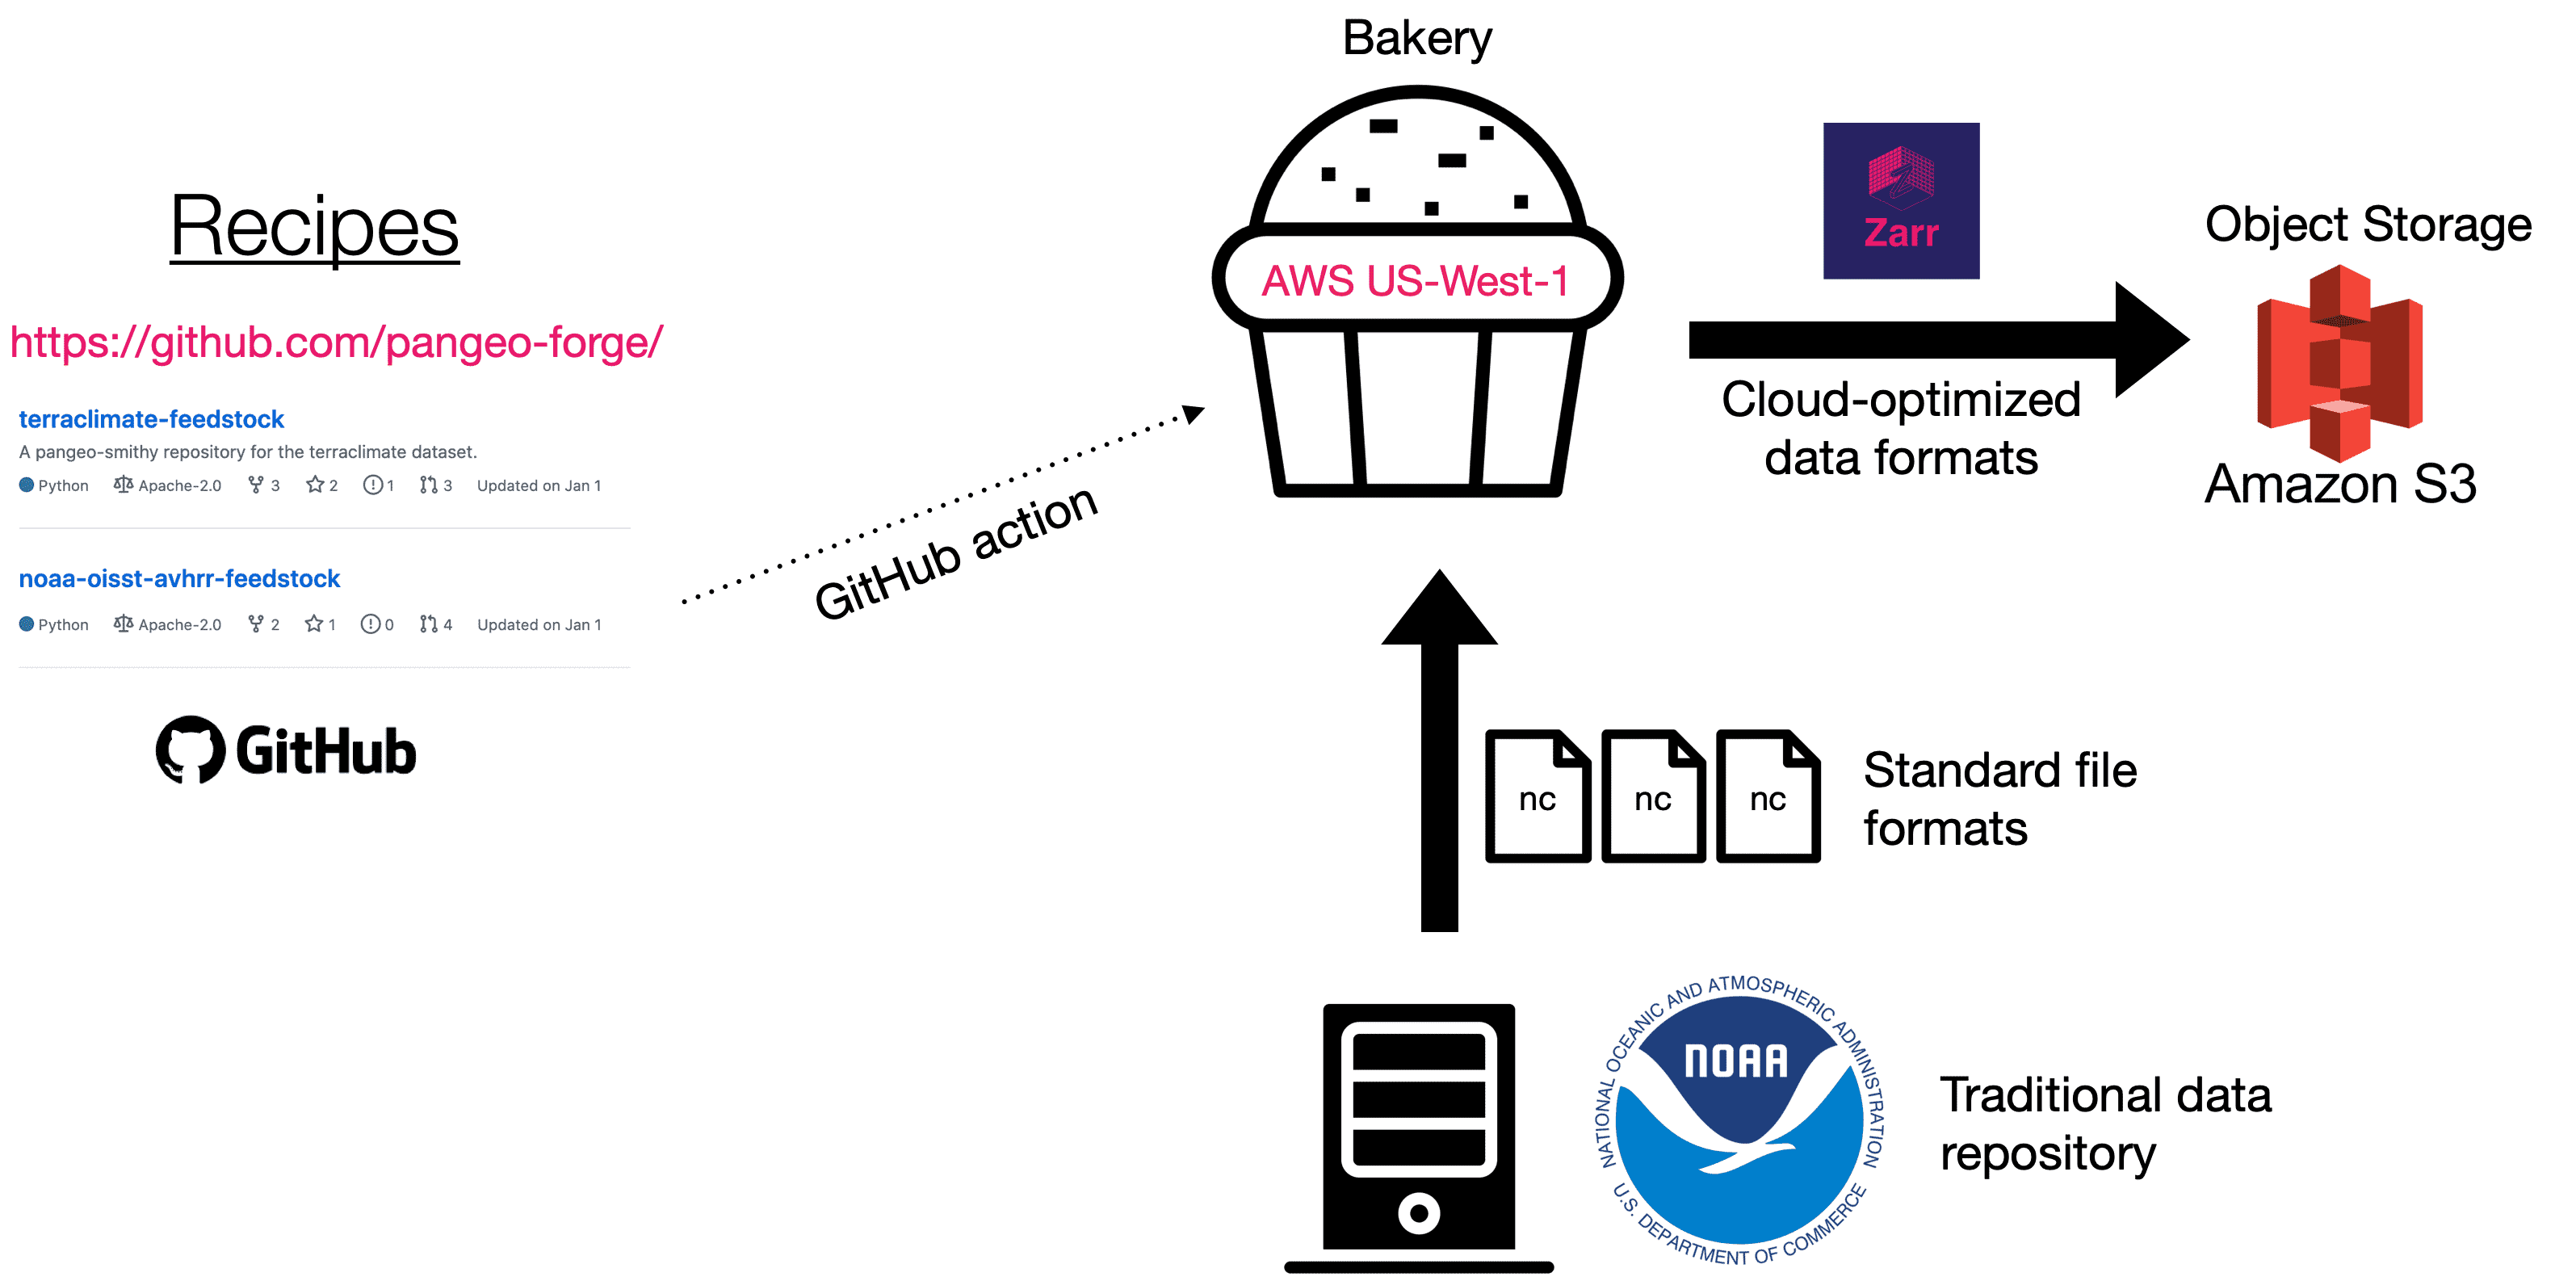 Recipes
https://github.com/pangeo-forge/
terraclimate-feedstock
A pangeo-smithy repository for the terraclimate dataset.
Python Apache-2.0 3 2 1 3 Updated on Jan 1
noaa-oisst-avhrr-feedstock
Python Apache-2.0 2 1 0 4 Updated on Jan 1
GitHub
GitHub action
Bakery
AWS US-West-1
Zarr
Cloud-optimized
data formats
Object Storage
Amazon S3
nc nc nc
Standard file
formats
NATIONAL OCEANIC AND ATMOSPHERIC ADMINISTRATION
NOAA
U.S. DEPARTMENT OF COMMERCE
Traditional data
repository